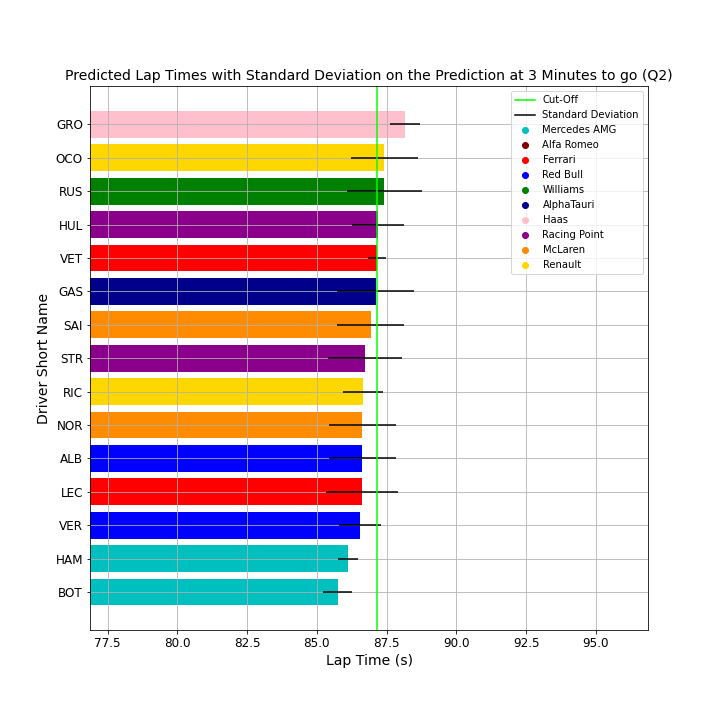 Predicted Lap Times with Standard Deviation on the Prediction at 3 Minutes to go (Q2)
Cut-Off
Standard Deviation
Mercedes AMG
Alfa Romeo
Ferrari
Red Bull
Williams
AlphaTauri
Haas
Racing Point
McLaren
Renault
Driver Short Name
GRO
OCO
RUS
HUL
VET
GAS
SAI
STR
RIC
NOR
ALB
LEC
VER
HAM
BOT
77.5 80.0 82.5 85.0 87.5 90.0 92.5 95.0
Lap Time (s)